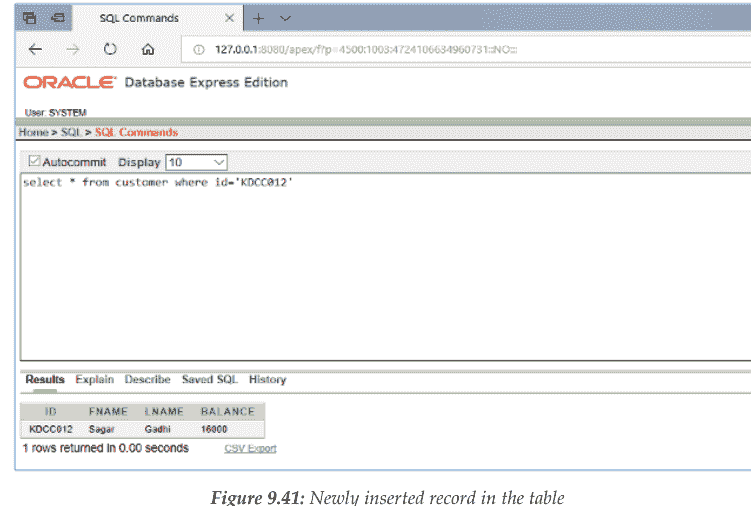 SQL Commands
127.0.0.1:8080/apex/f?p=4500:1003:4724106634960731::NO:::
ORACLE Database Express Edition
User: SYSTEM
Home > SQL > SQL Commands
Autocommit Display 10
select * from customer where id='KDCC012'
Results Explain Describe Saved SQL History
ID FNAME LNAME BALANCE
KDCC012 Sagar Gadhi 16000
1 rows returned in 0.00 seconds CSV Export
Figure 9.41: Newly inserted record in the table